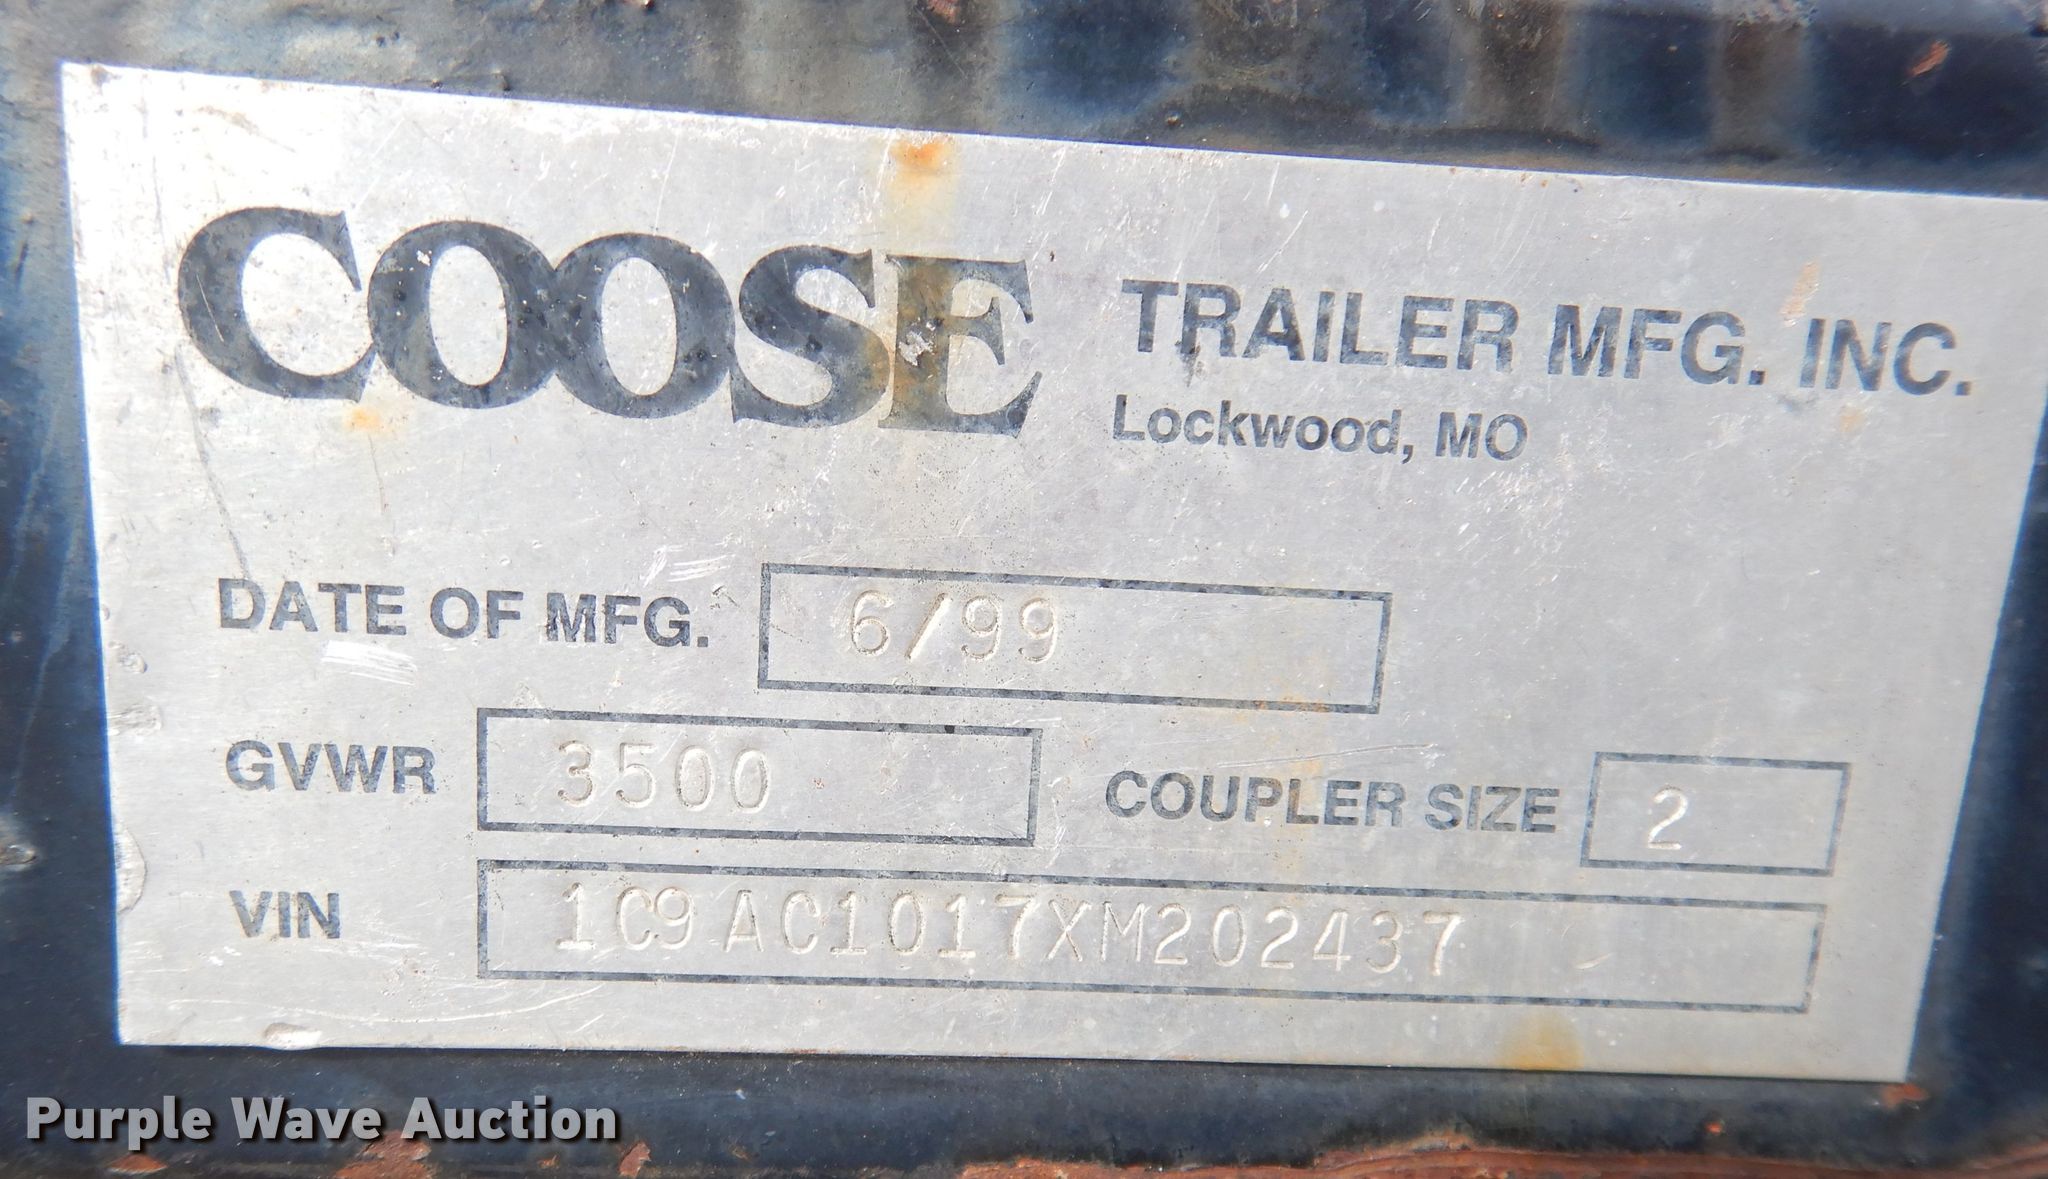 COOSE TRAILER MFG. INC.
Lockwood, MO
DATE OF MFG. 6/99
GVWR 3500 COUPLER SIZE 2
VIN 1C9AC1017XM202437
Purple Wave Auction